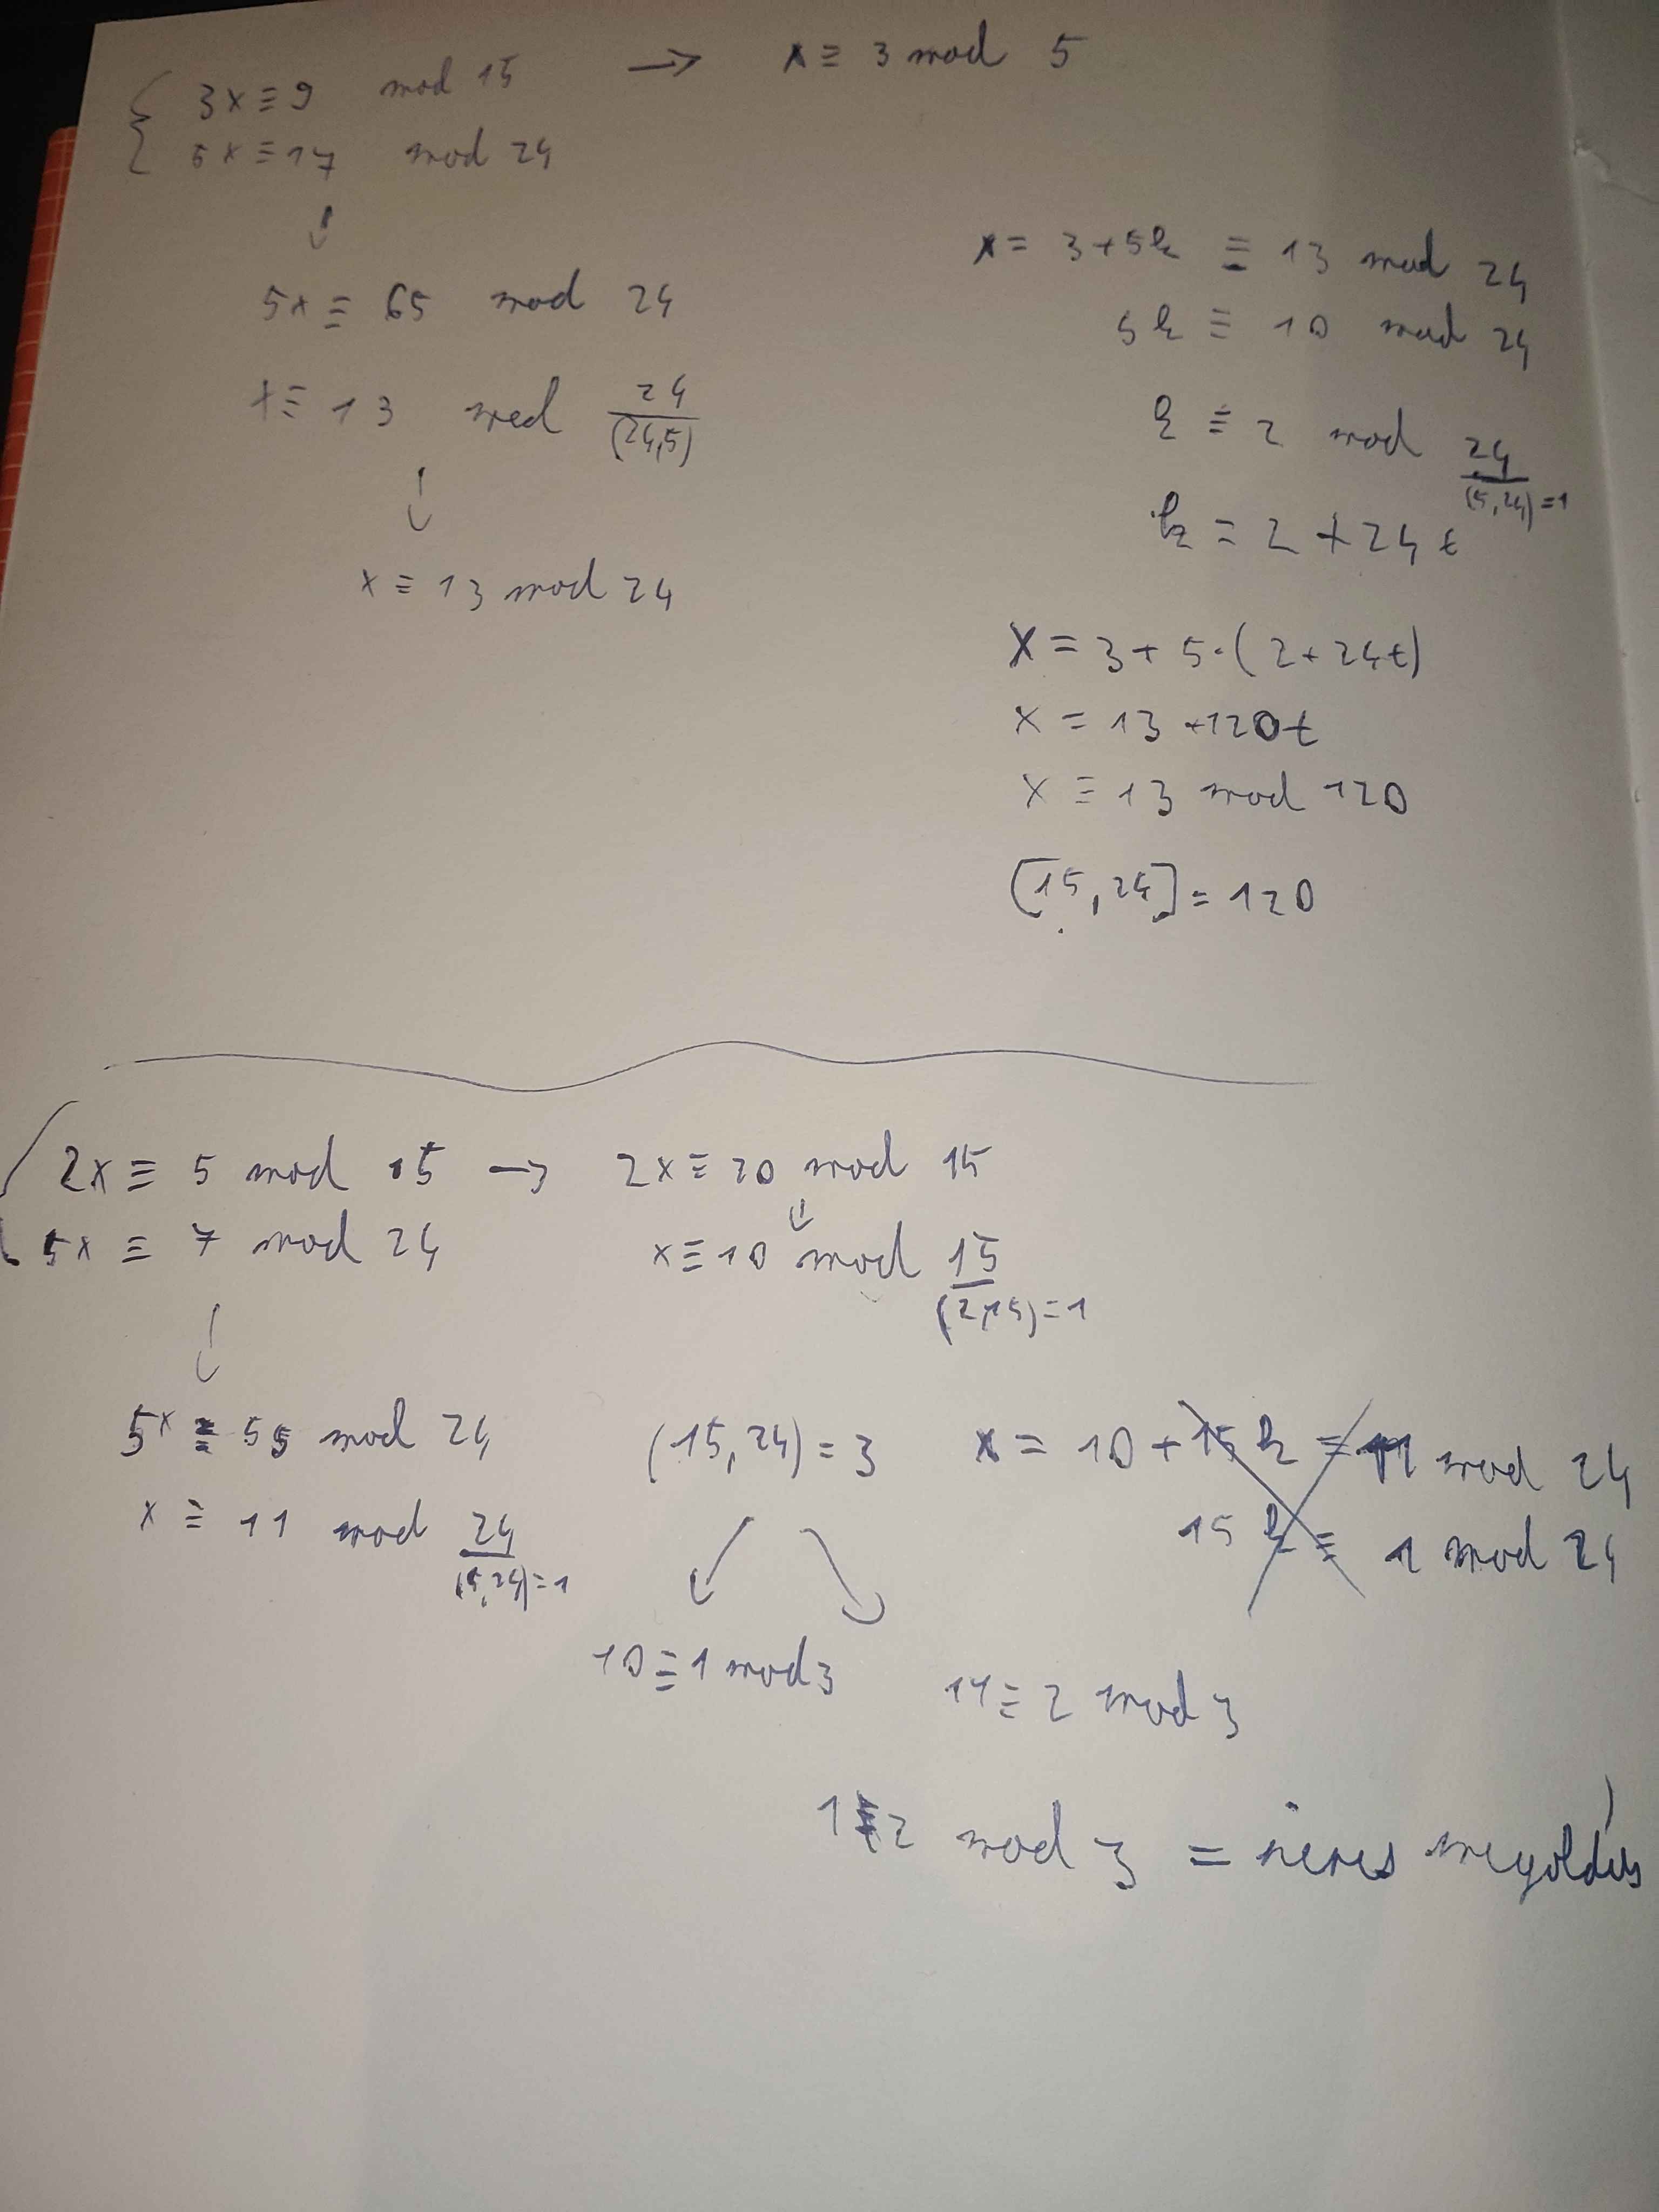 3x ≡ 9 mod 15 → x ≡ 3 mod 5
5x ≡ 17 mod 24
↓
5x ≡ 65 mod 24
x ≡ 13 mod 24/(24,5)
↓
x ≡ 13 mod 24
x = 3+5k ≡ 13 mod 24
5k ≡ 10 mod 24
k ≡ 2 mod 24/(5,24)=1
k = 2+24t
x = 3+5·(2+24t)
x = 13+120t
x ≡ 13 mod 120
[15,24] = 120
2x ≡ 5 mod 15 → 2x ≡ 20 mod 15
5x ≡ 7 mod 24
↓
x ≡ 10 mod 15/(2,15)=1
↓
5x ≡ 55 mod 24
x ≡ 11 mod 24/(5,24)=1
(15,24) = 3
↙ ↘
10 ≡ 1 mod 3
11 ≡ 2 mod 3
x = 10+15k ≡ 11 mod 24
15k ≡ 1 mod 24
1 ≢ 2 mod 3 = nincs megoldás